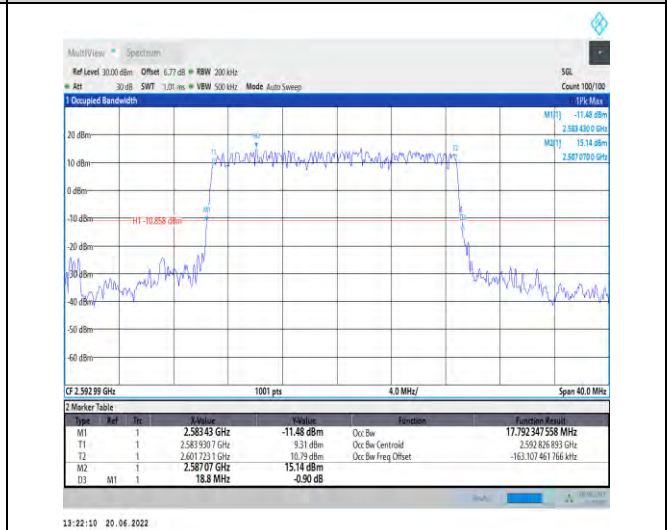 MultiView Spectrum
Ref Level 30.00 dBm Offset 6.77 dB RBW 200 kHz SGL
Att 30 dB SWT 1.01 ms VBW 500 kHz Mode Auto Sweep Count 100/100
1 Occupied Bandwidth 1Pk Max
M1[1] -11.48 dBm
2.583 430 0 GHz
M2[1] 15.14 dBm
2.587 070 0 GHz
20 dBm
M2
T1 T2
10 dBm
0 dBm
M1
-10 dBm
H1 -10.858 dBm
D3
-20 dBm
-30 dBm
-40 dBm
-50 dBm
-60 dBm
CF 2.592 99 GHz 1001 pts 4.0 MHz/ Span 40.0 MHz
2 Marker Table
Type Ref Trc X-Value Y-Value Function Function Result
M1 1 2.583 43 GHz -11.48 dBm Occ Bw 17.792 347 558 MHz
T1 1 2.583 930 7 GHz 9.31 dBm Occ Bw Centroid 2.592 826 893 GHz
T2 1 2.601 723 1 GHz 10.79 dBm Occ Bw Freq Offset -163.107 461 766 kHz
M2 1 2.587 07 GHz 15.14 dBm
D3 M1 1 18.8 MHz -0.90 dB
13:22:10 20.06.2022